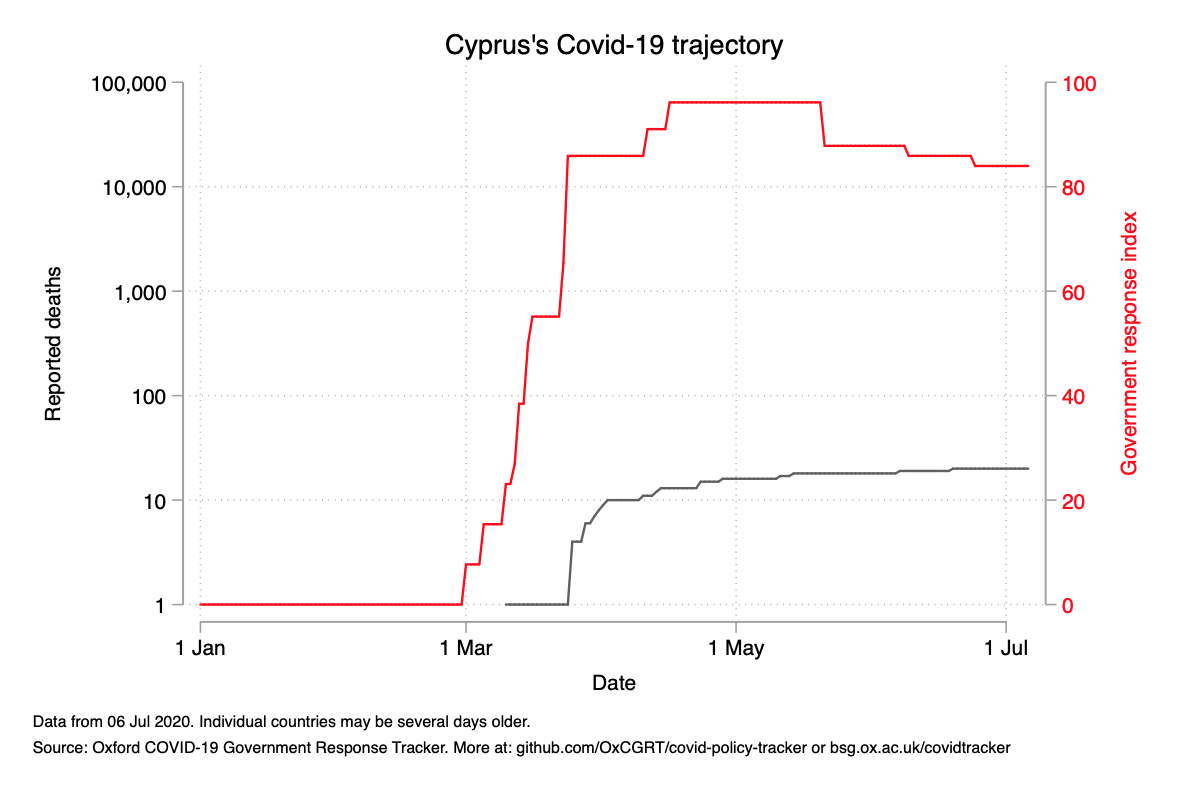 Cyprus's Covid-19 trajectory
100,000
10,000
1,000
100
10
1
Reported deaths
100
80
60
40
20
0
Government response index
1 Jan
1 Mar
1 May
1 Jul
Date
Data from 06 Jul 2020. Individual countries may be several days older.
Source: Oxford COVID-19 Government Response Tracker. More at: github.com/OxCGRT/covid-policy-tracker or bsg.ox.ac.uk/covidtracker